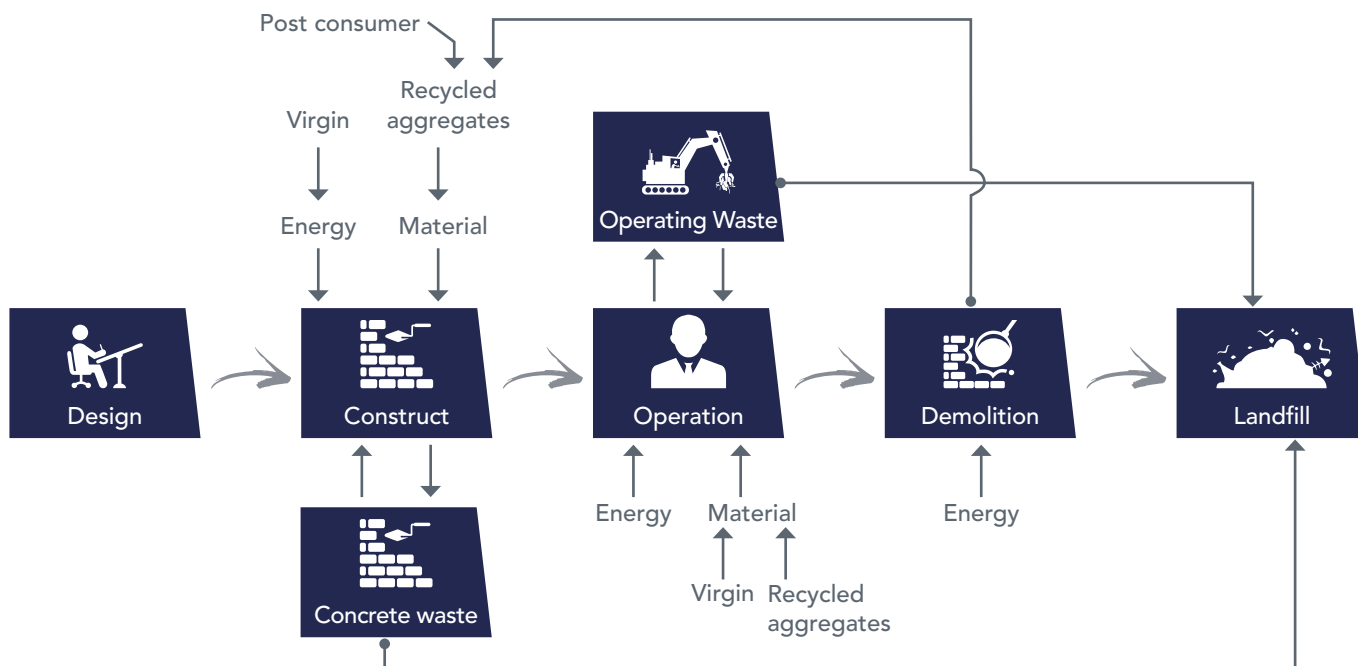 Post consumer
Recycled
aggregates
Virgin
Energy
Material
Operating Waste
Design
Construct
Operation
Demolition
Landfill
Energy
Material
Energy
Virgin
Recycled
aggregates
Concrete waste